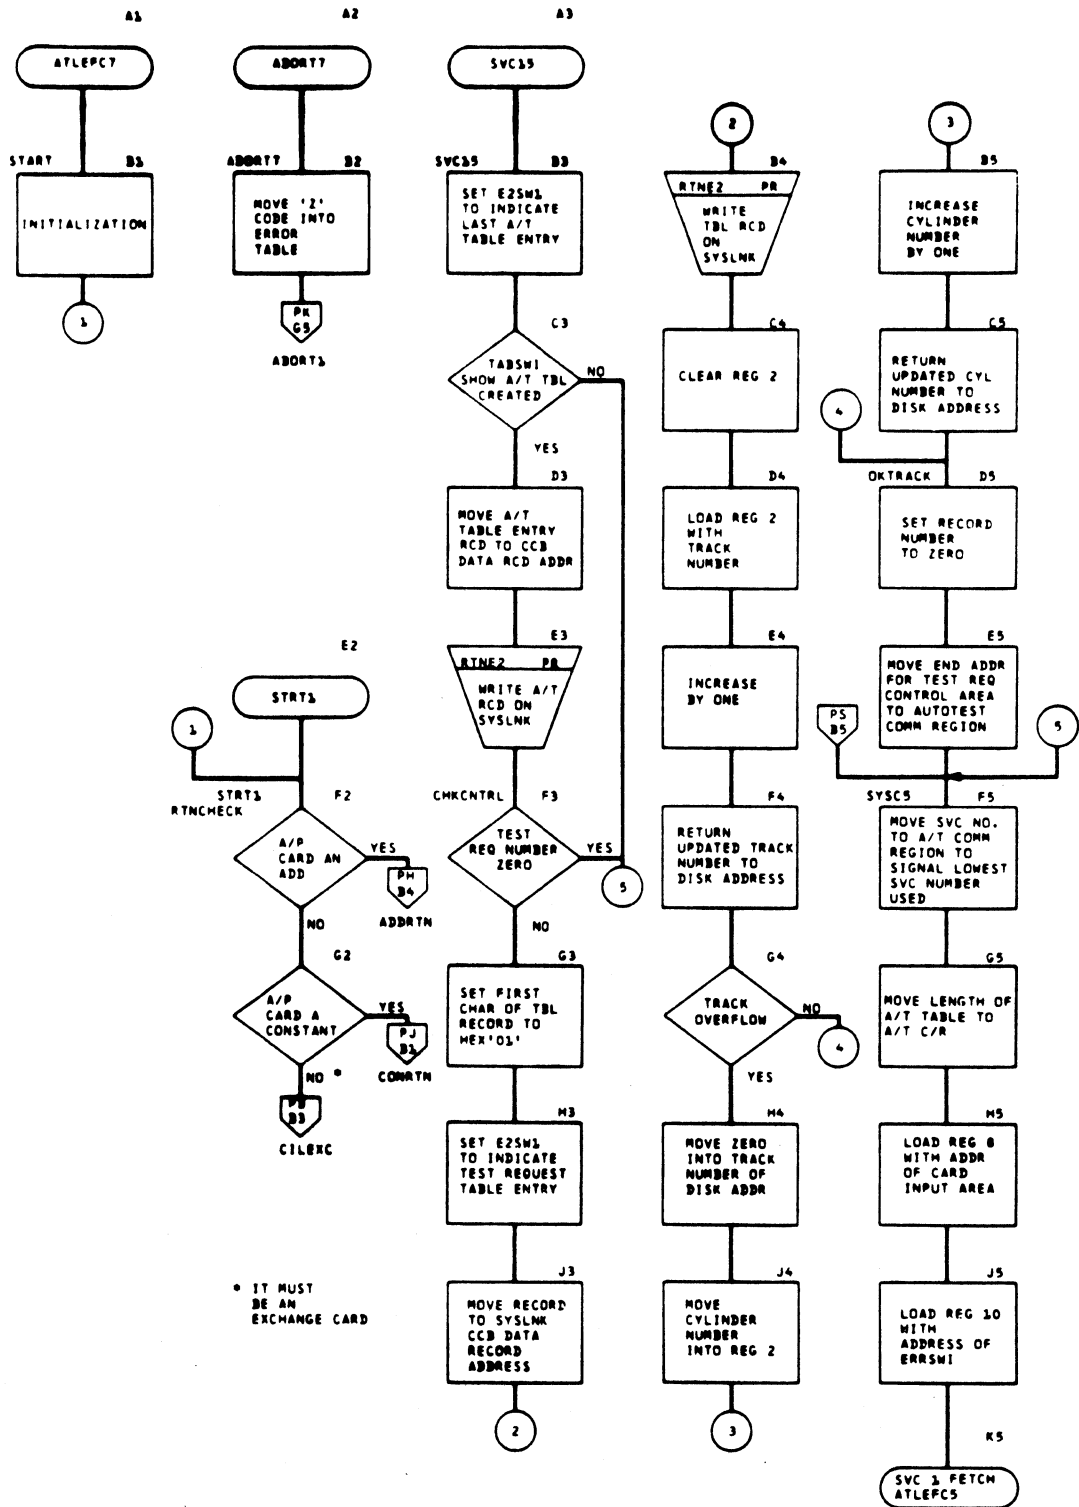 A1
ATLEFC7
START
B1
INITIALIZATION
1
A2
ABORT7
ABORT7
B2
MOVE 'Z'
CODE INTO
ERROR
TABLE
PK
G5
ABORT1
E2
STRT1
1
STRT1
RTNCHECK
F2
A/P
CARD AN
ADD
YES
PH
B4
ADDRTN
NO
G2
A/P
CARD A
CONSTANT
YES
PJ
B1
CONRTN
NO *
B3
CILEXC
* IT MUST
BE AN
EXCHANGE CARD
A3
SVC15
SVC15
B3
SET E2SW1
TO INDICATE
LAST A/T
TABLE ENTRY
C3
TABSWI
SHOW A/T TBL
CREATED
NO
YES
D3
MOVE A/T
TABLE ENTRY
RCD TO CCB
DATA RCD ADDR
E3
RTNE2 PR
WRITE A/T
RCD ON
SYSLNK
CHKCNTRL
F3
TEST
REQ NUMBER
ZERO
YES
5
NO
G3
SET FIRST
CHAR OF TBL
RECORD TO
HEX'01'
H3
SET E2SW1
TO INDICATE
TEST REQUEST
TABLE ENTRY
J3
MOVE RECORD
TO SYSLNK
CCB DATA
RECORD
ADDRESS
2
2
B4
RTNE2 PR
WRITE
TBL RCD
ON
SYSLNK
C4
CLEAR REG 2
D4
LOAD REG 2
WITH
TRACK
NUMBER
E4
INCREASE
BY ONE
F4
RETURN
UPDATED TRACK
NUMBER TO
DISK ADDRESS
G4
TRACK
OVERFLOW
NO
4
YES
H4
MOVE ZERO
INTO TRACK
NUMBER OF
DISK ADDR
J4
MOVE
CYLINDER
NUMBER
INTO REG 2
3
3
B5
INCREASE
CYLINDER
NUMBER
BY ONE
C5
RETURN
UPDATED CYL
NUMBER TO
DISK ADDRESS
4
OKTRACK
D5
SET RECORD
NUMBER
TO ZERO
E5
MOVE END ADDR
FOR TEST REQ
CONTROL AREA
TO AUTOTEST
COMM REGION
PS
B5
5
SYSC5
F5
MOVE SVC NO.
TO A/T COMM
REGION TO
SIGNAL LOWEST
SVC NUMBER
USED
G5
MOVE LENGTH OF
A/T TABLE TO
A/T C/R
H5
LOAD REG 8
WITH ADDR
OF CARD
INPUT AREA
J5
LOAD REG 10
WITH
ADDRESS OF
ERRSWI
K5
SVC 1 FETCH
ATLEFC5